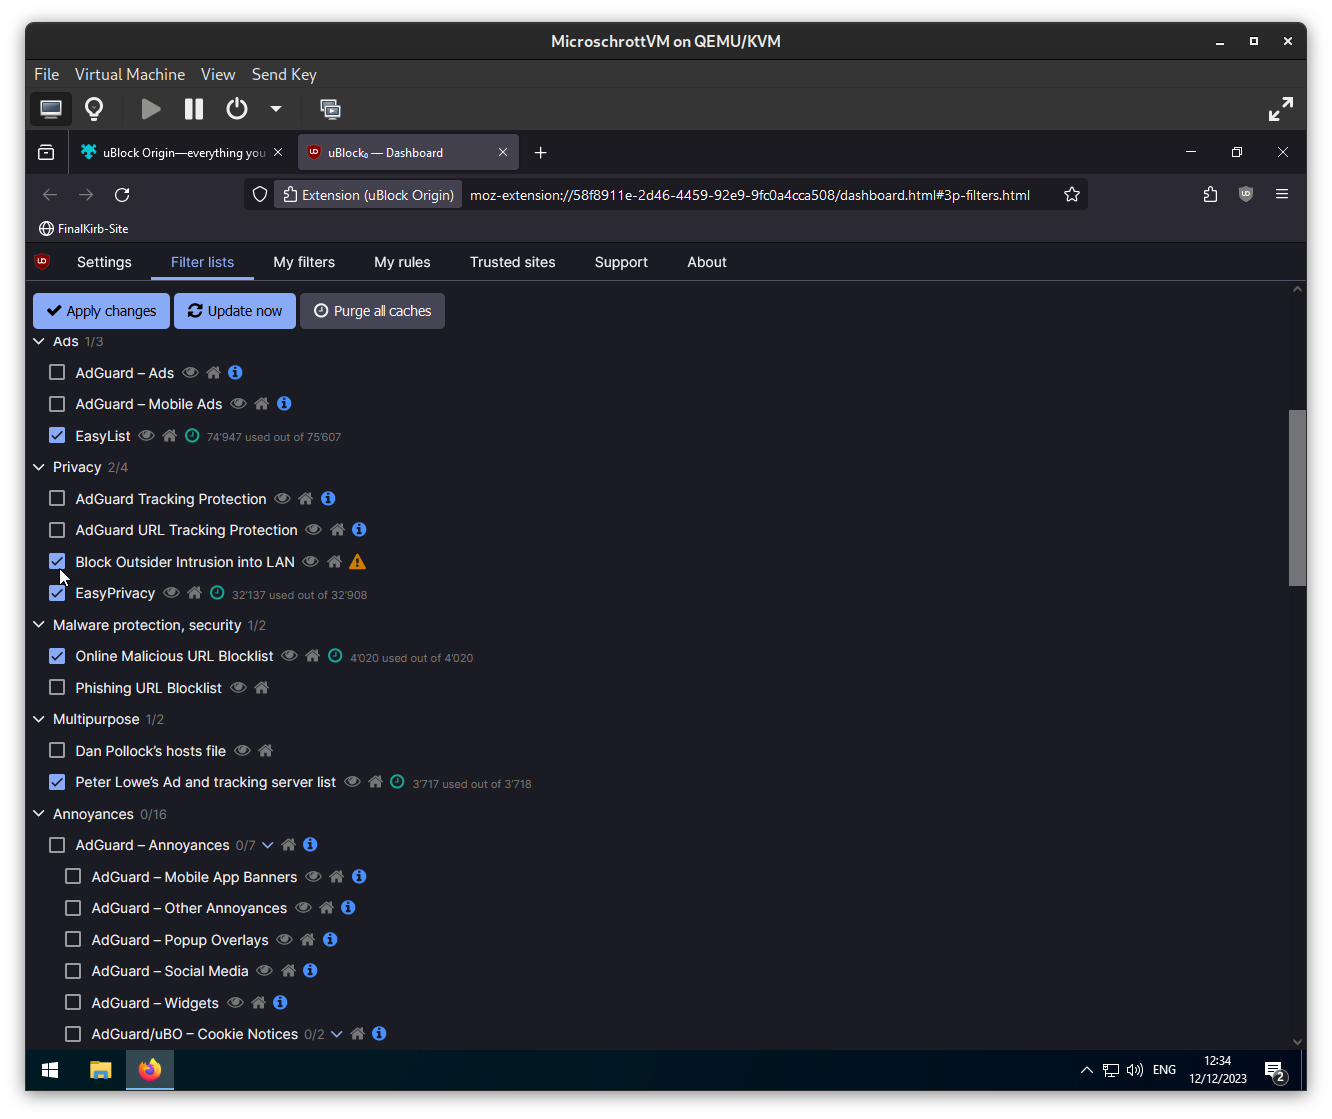 MicroschrottVM on QEMU/KVM
File Virtual Machine View Send Key
uBlock Origin—everything you
uBlock₀ — Dashboard
Extension (uBlock Origin) moz-extension://58f8911e-2d46-4459-92e9-9fc0a4cca508/dashboard.html#3p-filters.html
FinalKirb-Site
Settings Filter lists My filters My rules Trusted sites Support About
Apply changes Update now Purge all caches
Ads 1/3
AdGuard – Ads
AdGuard – Mobile Ads
EasyList 74'947 used out of 75'607
Privacy 2/4
AdGuard Tracking Protection
AdGuard URL Tracking Protection
Block Outsider Intrusion into LAN
EasyPrivacy 32'137 used out of 32'908
Malware protection, security 1/2
Online Malicious URL Blocklist 4'020 used out of 4'020
Phishing URL Blocklist
Multipurpose 1/2
Dan Pollock's hosts file
Peter Lowe's Ad and tracking server list 3'717 used out of 3'718
Annoyances 0/16
AdGuard – Annoyances 0/7
AdGuard – Mobile App Banners
AdGuard – Other Annoyances
AdGuard – Popup Overlays
AdGuard – Social Media
AdGuard – Widgets
AdGuard/uBO – Cookie Notices 0/2
ENG
12:34
12/12/2023
2